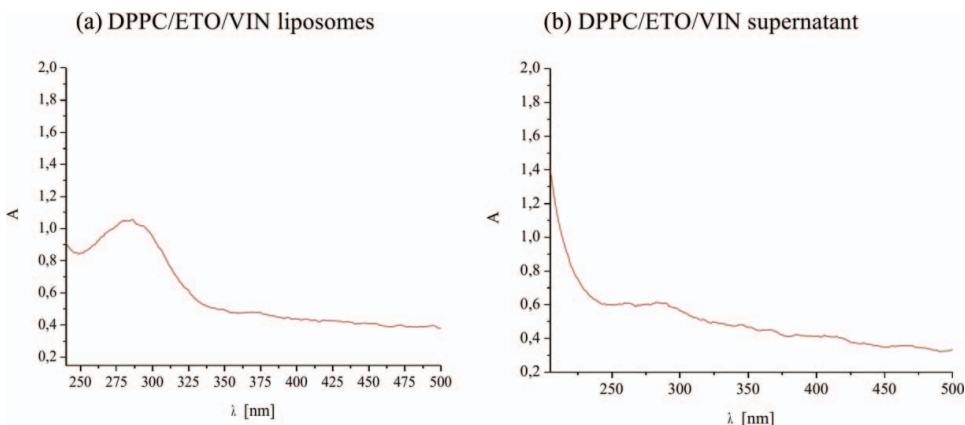 (a) DPPC/ETO/VIN liposomes
2,0
1,8
1,6
1,4
1,2
1,0
0,8
0,6
0,4
0,2
A
250 275 300 325 350 375 400 425 450 475 500
λ [nm]
(b) DPPC/ETO/VIN supernatant
2,0
1,8
1,6
1,4
1,2
1,0
0,8
0,6
0,4
0,2
A
250 300 350 400 450 500
λ [nm]